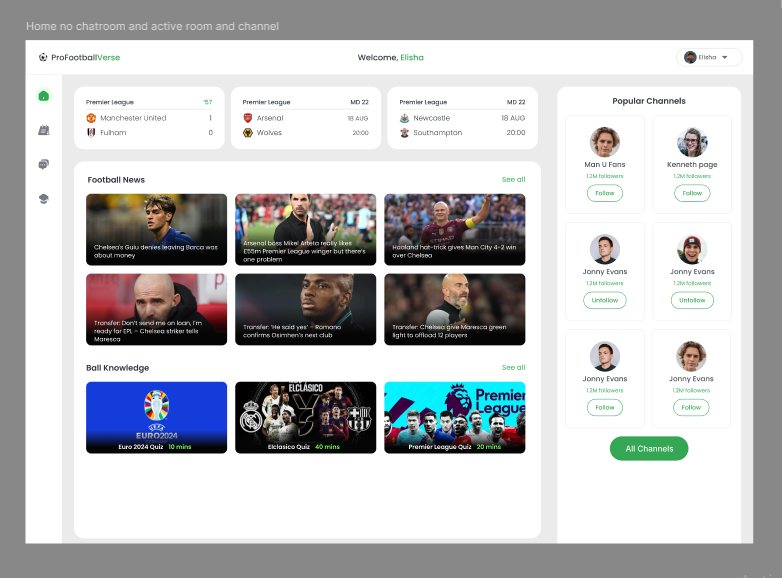 Home no chatroom and active room and channel
ProFootballVerse
Welcome, Elisha
Elisha
Premier League '57
Manchester United 1
Fulham 0
Premier League MD 22
Arsenal 18 AUG
Wolves 20:00
Premier League MD 22
Newcastle 18 AUG
Southampton 20:00
Football News See all
Chelsea's Guiu denies leaving Barca was
about money
Arsenal boss Mikel Arteta really likes
£55m Premier League winger but there's
one problem
Haaland hat-trick gives Man City 4-2 win
over Chelsea
Transfer: Don't send me on loan, I'm
ready for EPL – Chelsea striker tells
Maresca
Transfer: 'He said yes' – Romano
confirms Osimhen's next club
Transfer: Chelsea give Maresca green
light to offload 12 players
Ball Knowledge See all
UEFA
EURO2024
Euro 2024 Quiz 10 mins
ELCLÁSICO
Elclasico Quiz 40 mins
Premier
League
Premier League Quiz 20 mins
Popular Channels
Man U Fans
1.2M followers
Follow
Kenneth page
1.2M followers
Follow
Jonny Evans
1.2M followers
Unfollow
Jonny Evans
1.2M followers
Unfollow
Jonny Evans
1.2M followers
Follow
Jonny Evans
1.2M followers
Follow
All Channels